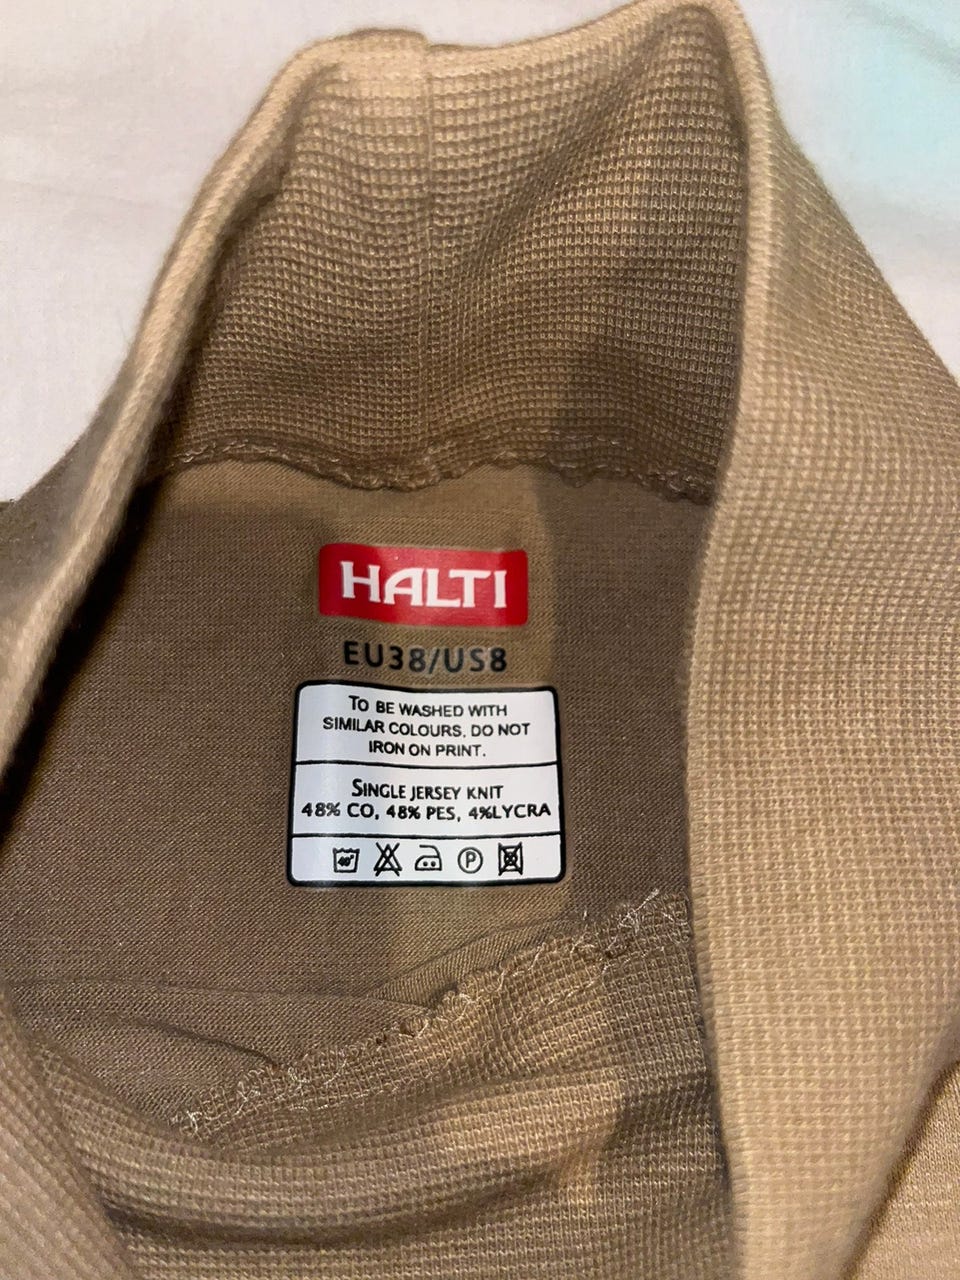 HALTI
EU38/US8
TO BE WASHED WITH
SIMILAR COLOURS, DO NOT
IRON ON PRINT.
SINGLE JERSEY KNIT
48% CO, 48% PES, 4%LYCRA
40° P